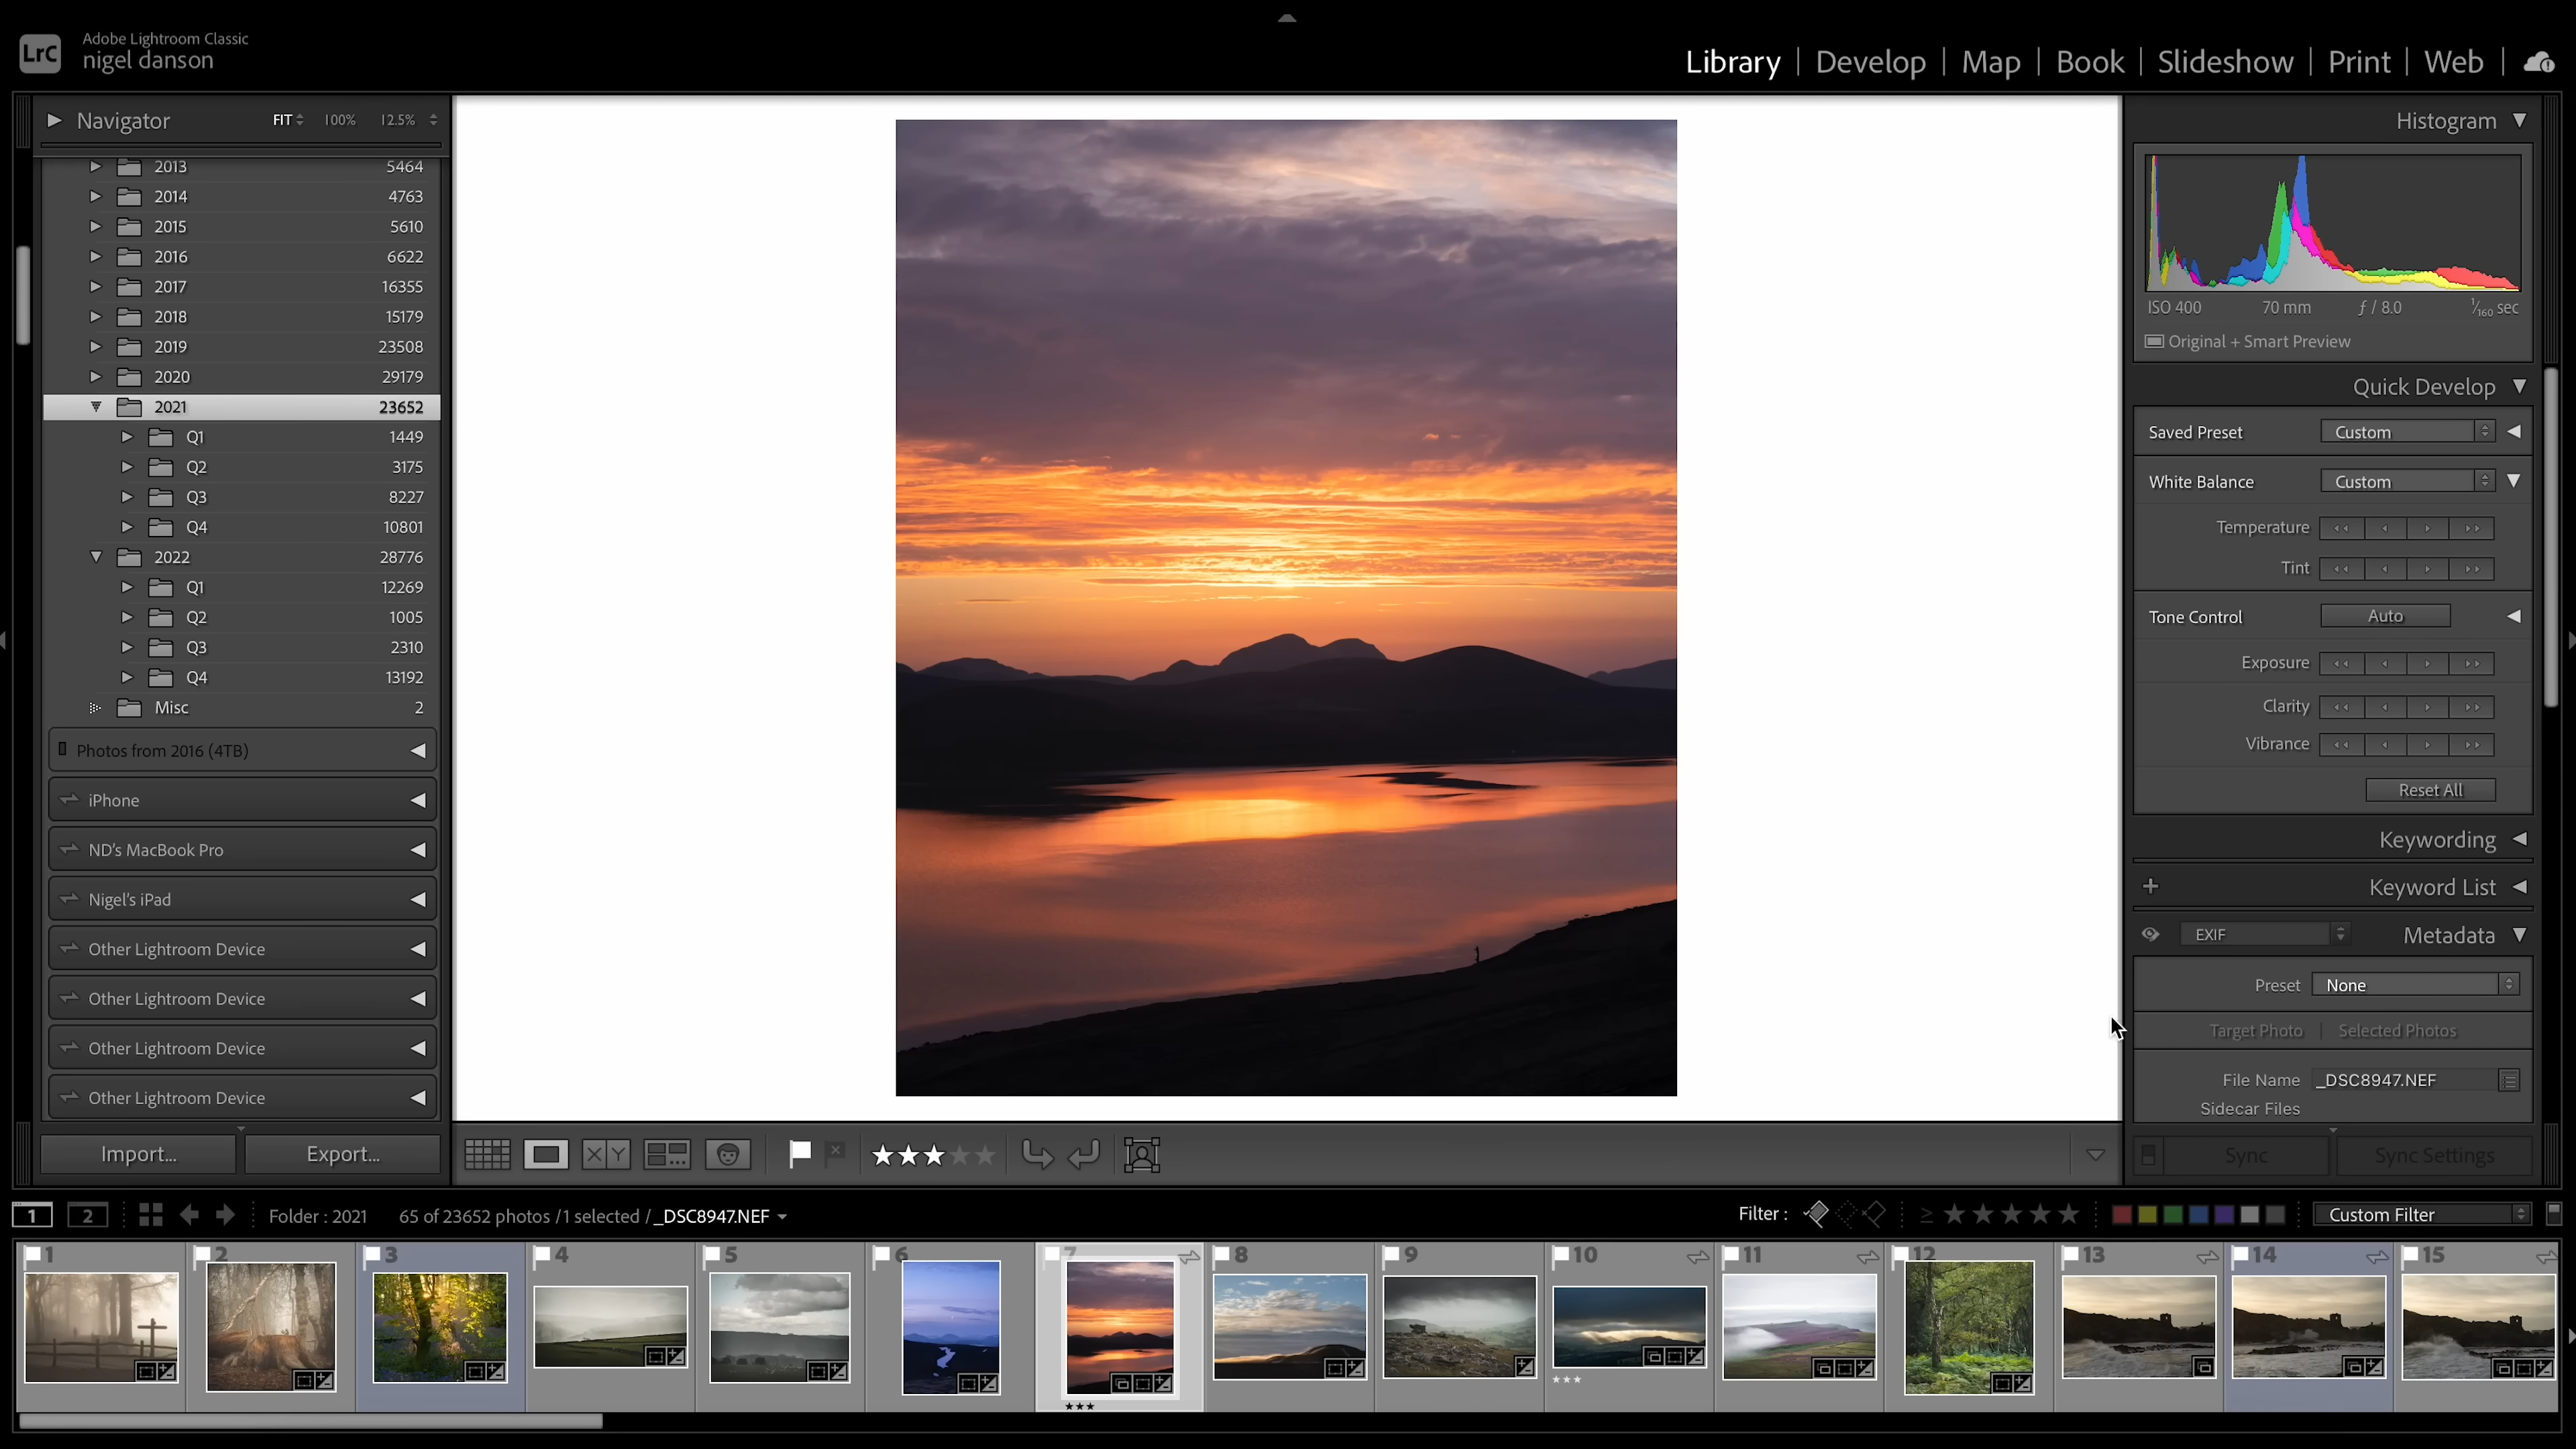 LrC
Adobe Lightroom Classic
nigel danson
Library | Develop | Map | Book | Slideshow | Print | Web
Navigator FIT 100% 12.5%
2013 5464
2014 4763
2015 5610
2016 6622
2017 16355
2018 15179
2019 23508
2020 29179
2021 23652
Q1 1449
Q2 3175
Q3 8227
Q4 10801
2022 28776
Q1 12269
Q2 1005
Q3 2310
Q4 13192
Misc 2
Photos from 2016 (4TB)
iPhone
ND's MacBook Pro
Nigel's iPad
Other Lightroom Device
Other Lightroom Device
Other Lightroom Device
Other Lightroom Device
Import... Export...
XY
Histogram
ISO 400 70 mm ƒ / 8.0 1/160 sec
Original + Smart Preview
Quick Develop
Saved Preset Custom
White Balance Custom
Temperature
Tint
Tone Control Auto
Exposure
Clarity
Vibrance
Reset All
Keywording
+ Keyword List
EXIF Metadata
Preset None
Target Photo | Selected Photos
File Name _DSC8947.NEF
Sidecar Files
Sync Sync Settings
1 2 Folder : 2021 65 of 23652 photos / 1 selected / _DSC8947.NEF Filter : ≥ Custom Filter
1 2 3 4 5 6 7 8 9 10 11 12 13 14 15